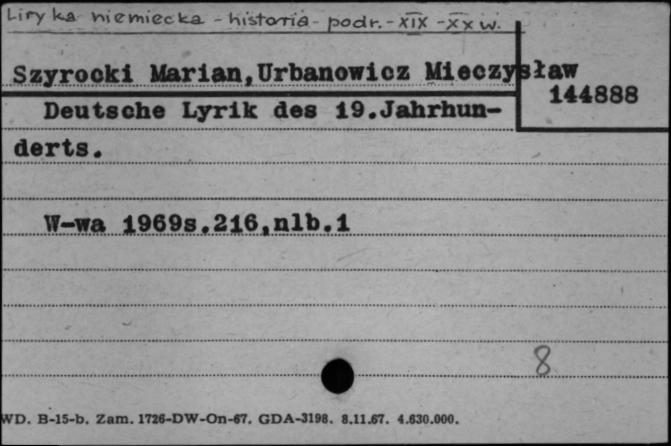 Liryka niemiecka - historia - podr. - XIX - XX w.
Szyrocki Marian,Urbanowicz Mieczysław
144888
Deutsche Lyrik des 19.Jahrhun-
derts.
W-wa 1969s.216,nlb.1
8
WD. B-15-b. Zam. 1726-DW-On-67. GDA-3198. 8.11.67. 4.630.000.